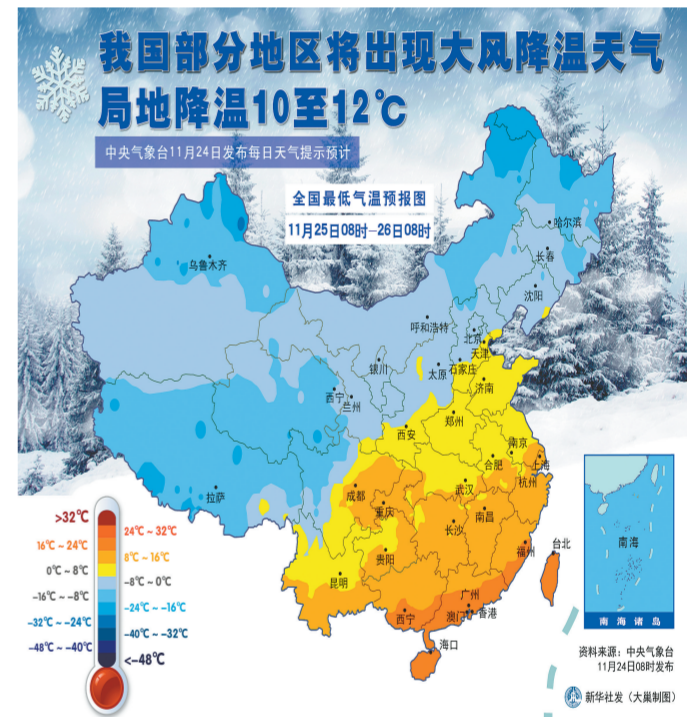 我国部分地区将出现大风降温天气
局地降温10至12℃
中央气象台11月24日发布每日天气提示预计
全国最低气温预报图
11月25日08时-26日08时
哈尔滨
长春
沈阳
乌鲁木齐
呼和浩特
北京
天津
银川
太原
石家庄
济南
西宁
兰州
西安
郑州
南京
合肥
上海
杭州
拉萨
成都
重庆
武汉
南昌
长沙
贵阳
福州
台北
昆明
广州
西宁
澳门
香港
海口
>32℃
24℃ ~ 32℃
16℃ ~ 24℃
8℃ ~ 16℃
0℃ ~ 8℃
-8℃ ~ 0℃
-16℃ ~ -8℃
-24℃ ~ -16℃
-32℃ ~ -24℃
-40℃ ~ -32℃
-48℃ ~ -40℃
<-48℃
南海
南海诸岛
资料来源：中央气象台
11月24日08时发布
新华社发（大巢制图）